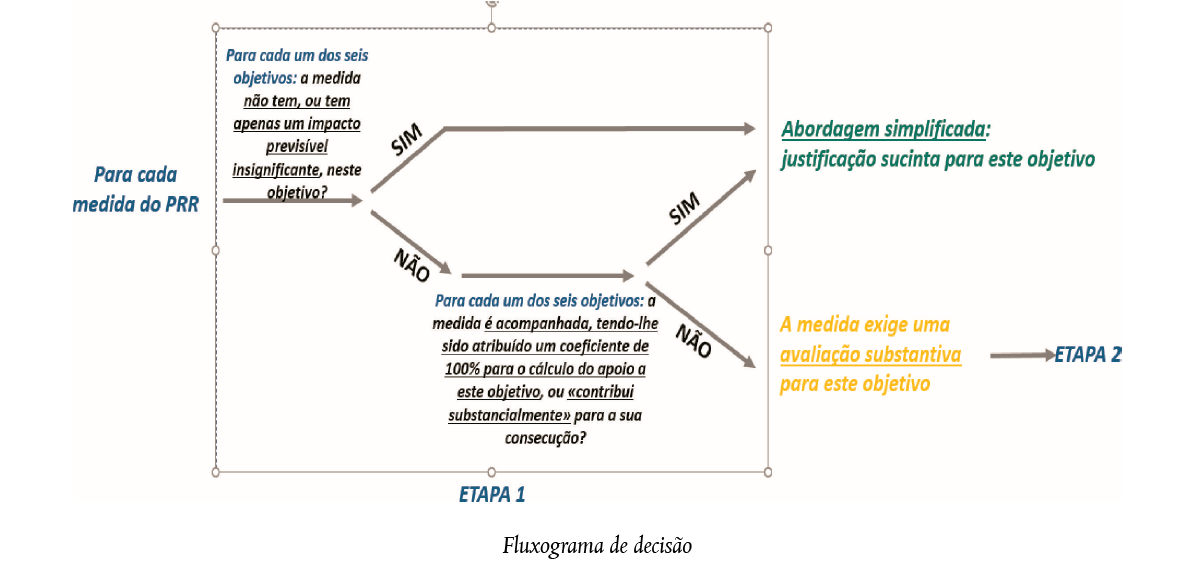 Para cada
medida do PRR
Para cada um dos seis
objetivos: a medida
não tem, ou tem
apenas um impacto
previsível
insignificante, neste
objetivo?
SIM
NÃO
Para cada um dos seis objetivos: a
medida é acompanhada, tendo-lhe
sido atribuído um coeficiente de
100% para o cálculo do apoio a
este objetivo, ou «contribui
substancialmente» para a sua
consecução?
SIM
NÃO
Abordagem simplificada:
justificação sucinta para este objetivo
A medida exige uma
avaliação substantiva
para este objetivo
ETAPA 2
ETAPA 1
Fluxograma de decisão